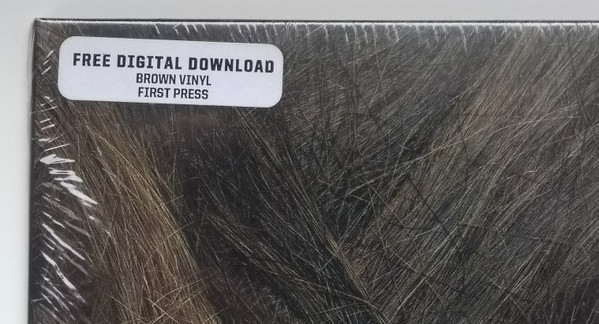 FREE DIGITAL DOWNLOAD
BROWN VINYL
FIRST PRESS